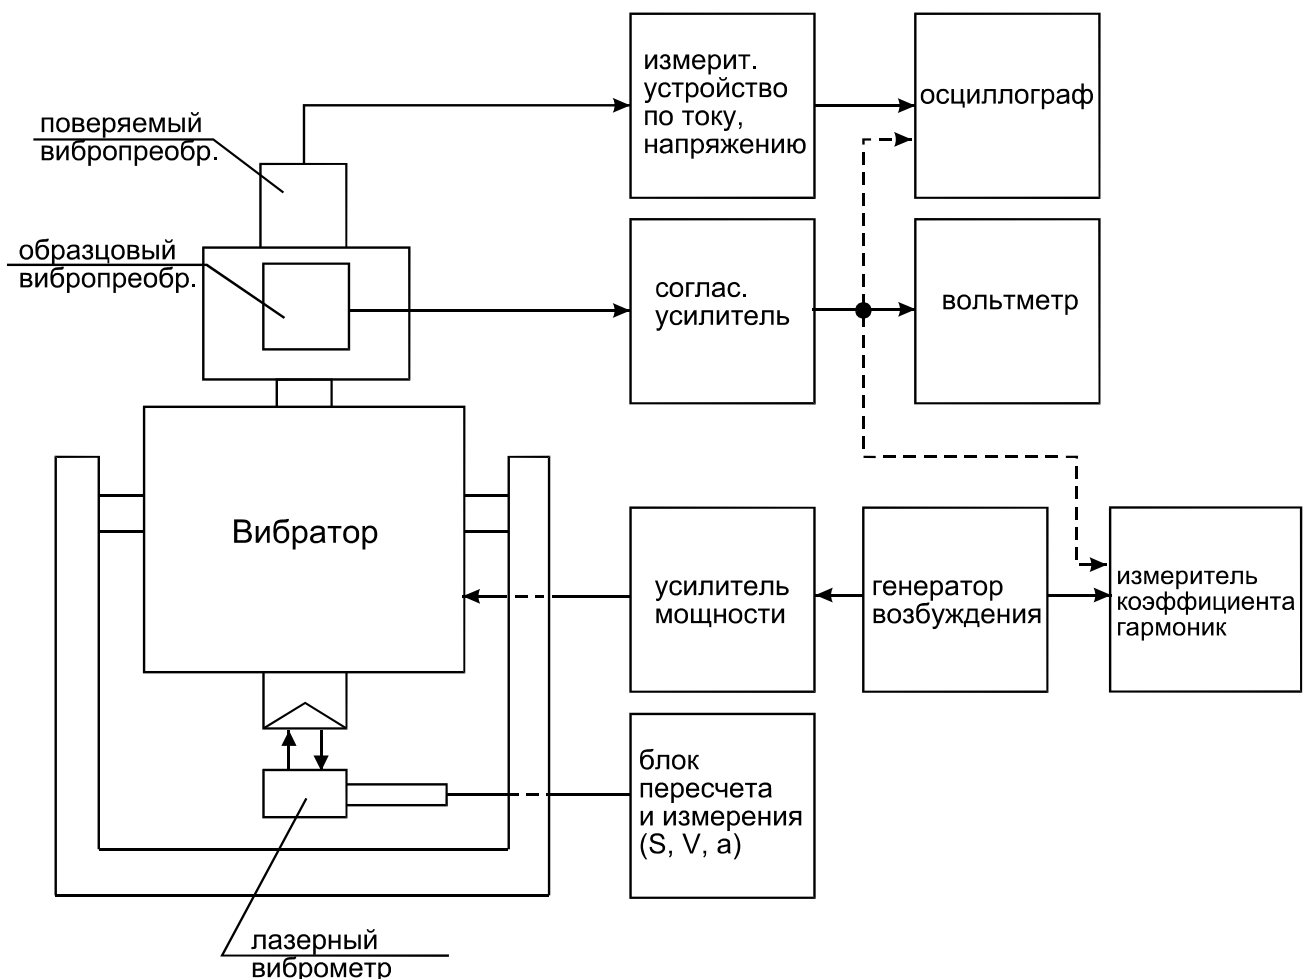 измерит.
устройство
по току,
напряжению
осциллограф
поверяемый
вибропреобр.
образцовый
вибропреобр.
соглас.
усилитель
вольтметр
Вибратор
усилитель
мощности
генератор
возбуждения
измеритель
коэффициента
гармоник
блок
пересчета
и измерения
(S, V, a)
лазерный
виброметр